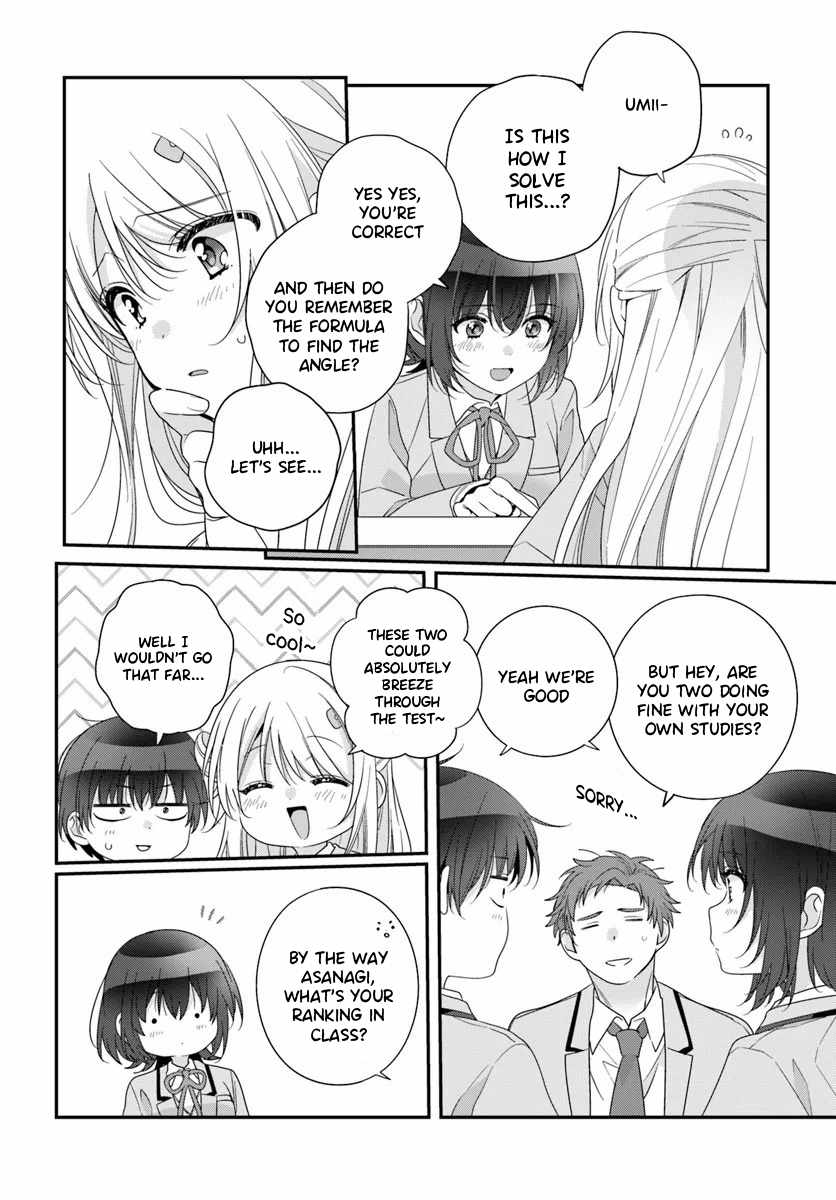 UMII-
IS THIS
HOW I
SOLVE
THIS...?
YES YES,
YOU'RE
CORRECT
AND THEN DO
YOU REMEMBER
THE FORMULA
TO FIND THE
ANGLE?
UHH...
LET'S SEE...
BUT HEY, ARE
YOU TWO DOING
FINE WITH YOUR
OWN STUDIES?
YEAH WE'RE
GOOD
SORRY...
THESE TWO
COULD
ABSOLUTELY
BREEZE
THROUGH
THE TEST~
So
cool~
WELL I
WOULDN'T GO
THAT FAR...
BY THE WAY
ASANAGI,
WHAT'S YOUR
RANKING IN
CLASS?